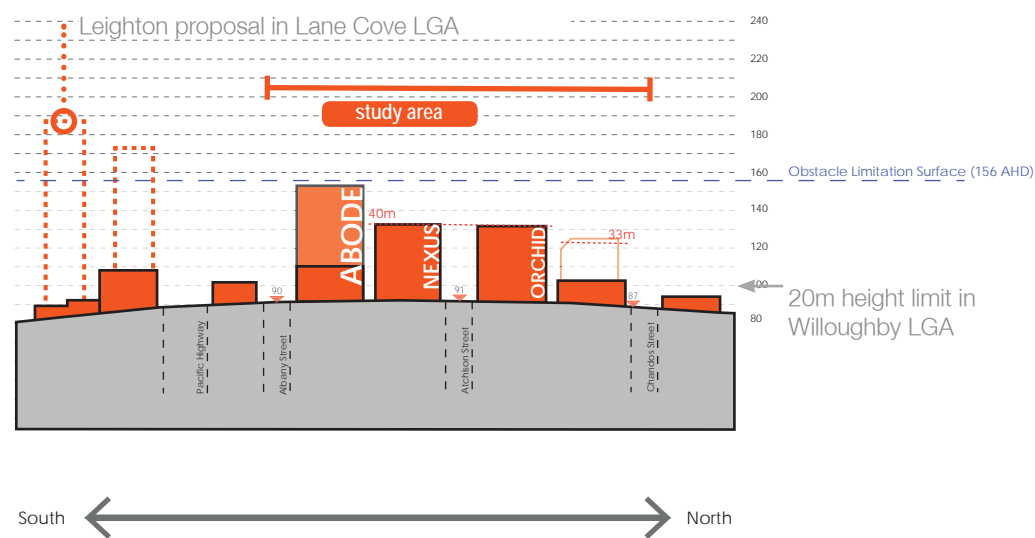 Leighton proposal in Lane Cove LGA
240
220
200
study area
180
160
Obstacle Limitation Surface (156 AHD)
140
40m
ABODE
NEXUS
ORCHID
33m
120
100
20m height limit in
Willoughby LGA
90
91
87
80
Pacific Highway
Albany Street
Atchison Street
Chandos Street
South
North